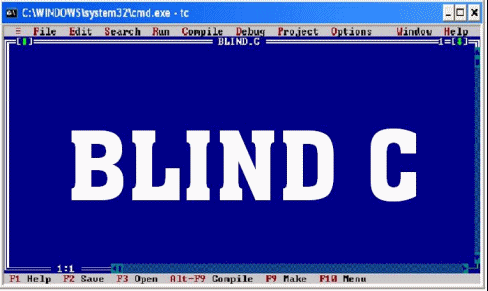 C:\WINDOWS\system32\cmd.exe - tc
≡ File Edit Search Run Compile Debug Project Options Window Help
BLIND.C 1=[↕]
BLIND C
1:1
F1 Help F2 Save F3 Open Alt-F9 Compile F9 Make F10 Menu